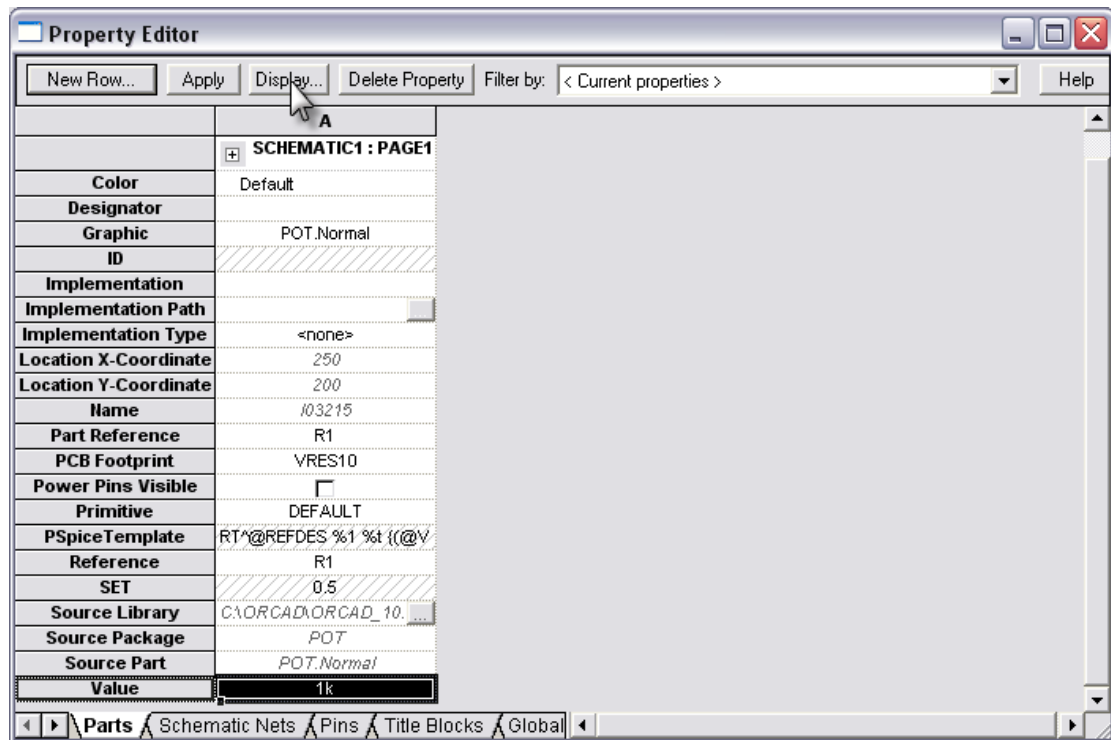 Property Editor
New Row... Apply Display... Delete Property Filter by: < Current properties > Help
A
SCHEMATIC1 : PAGE1
Color Default
Designator
Graphic POT.Normal
ID
Implementation
Implementation Path ...
Implementation Type <none>
Location X-Coordinate 250
Location Y-Coordinate 200
Name I03215
Part Reference R1
PCB Footprint VRES10
Power Pins Visible
Primitive DEFAULT
PSpiceTemplate RT^@REFDES %1 %t {(@V
Reference R1
SET 0.5
Source Library C:\ORCAD\ORCAD_10. ...
Source Package POT
Source Part POT.Normal
Value 1k
Parts Schematic Nets Pins Title Blocks Global